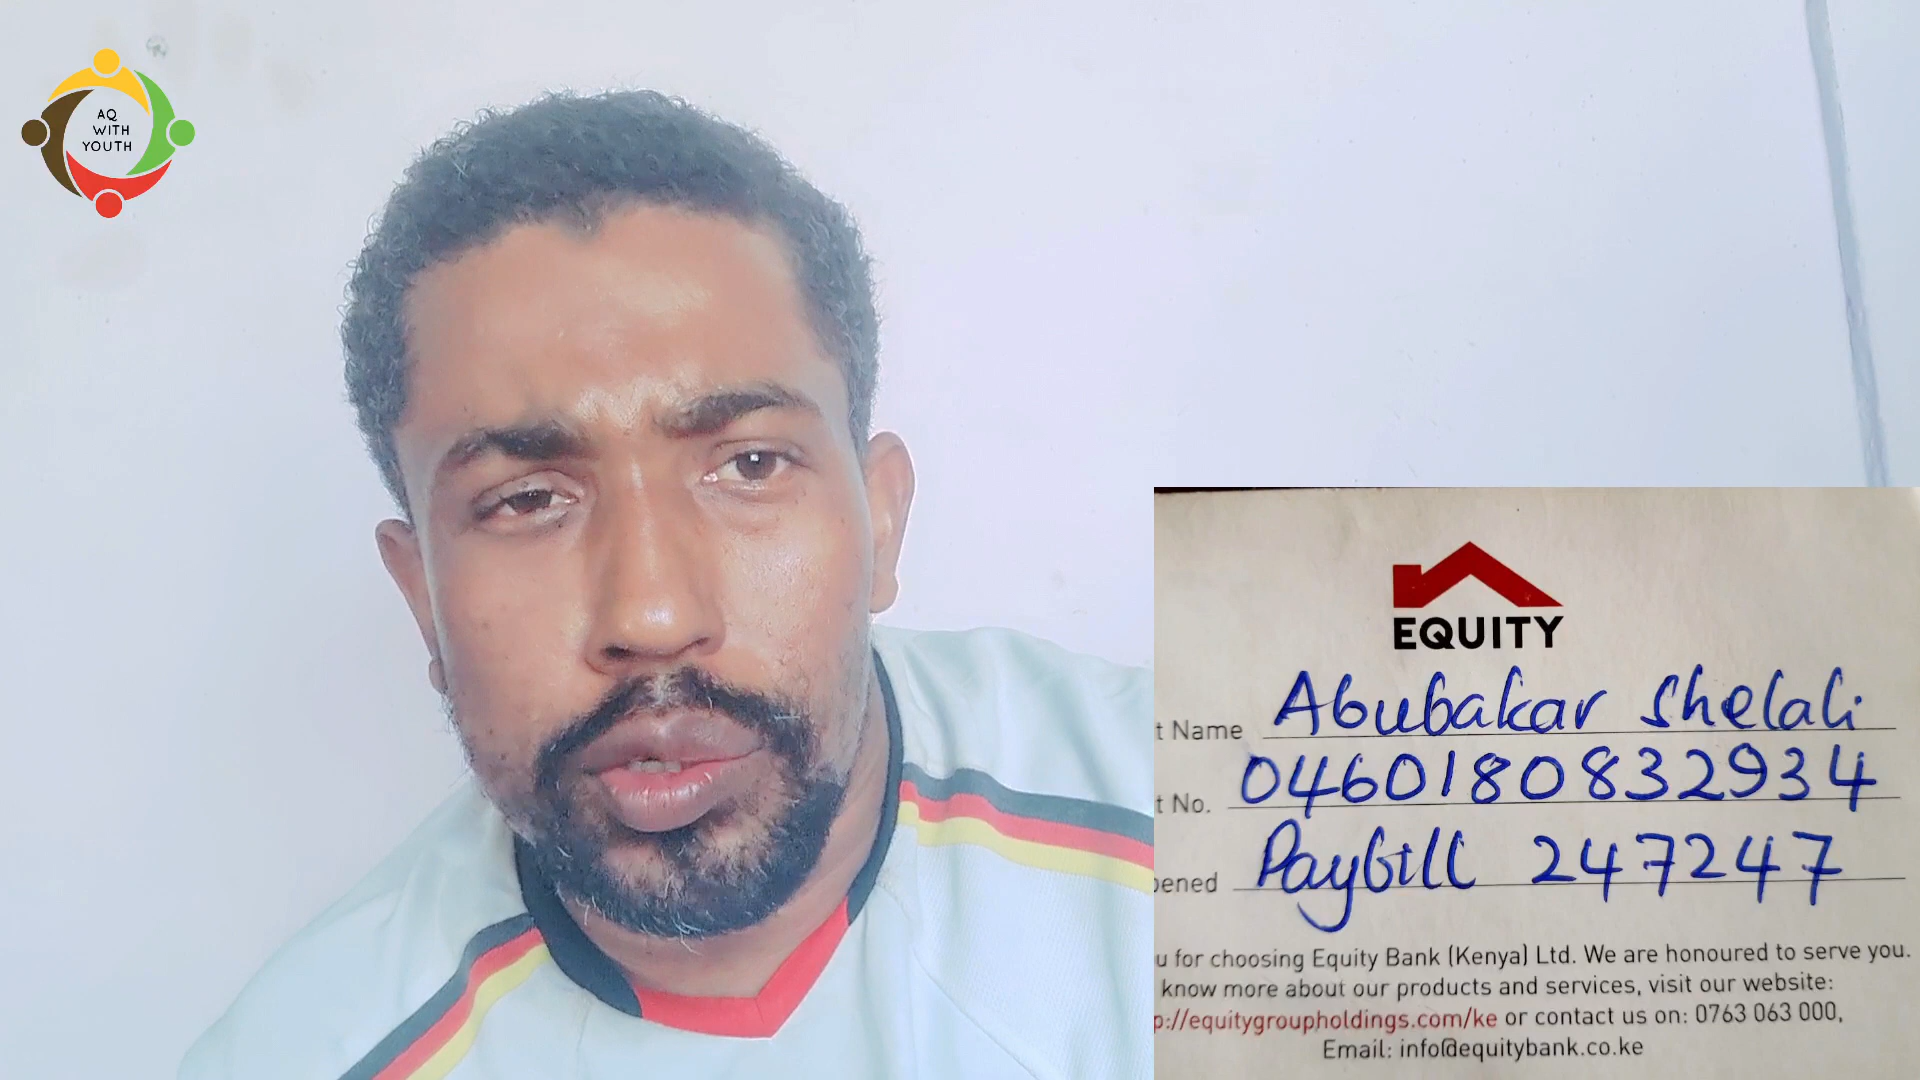 AQ
WITH
YOUTH
EQUITY
t Name Abubakar Shelali
t No. 0460180832934
pened Paybill 247247
u for choosing Equity Bank (Kenya) Ltd. We are honoured to serve you.
know more about our products and services, visit our website:
p://equitygroupholdings.com/ke or contact us on: 0763 063 000,
Email: info@equitybank.co.ke